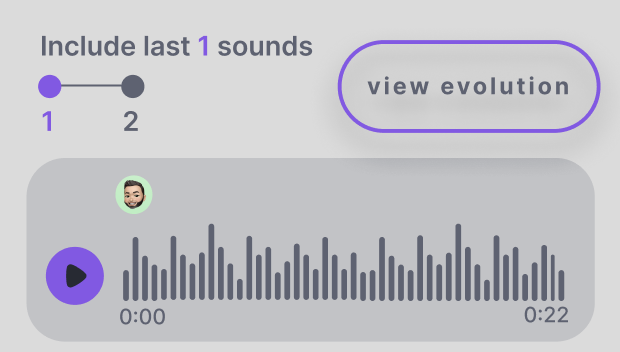 Include last 1 sounds
view evolution
1 2
0:00 0:22